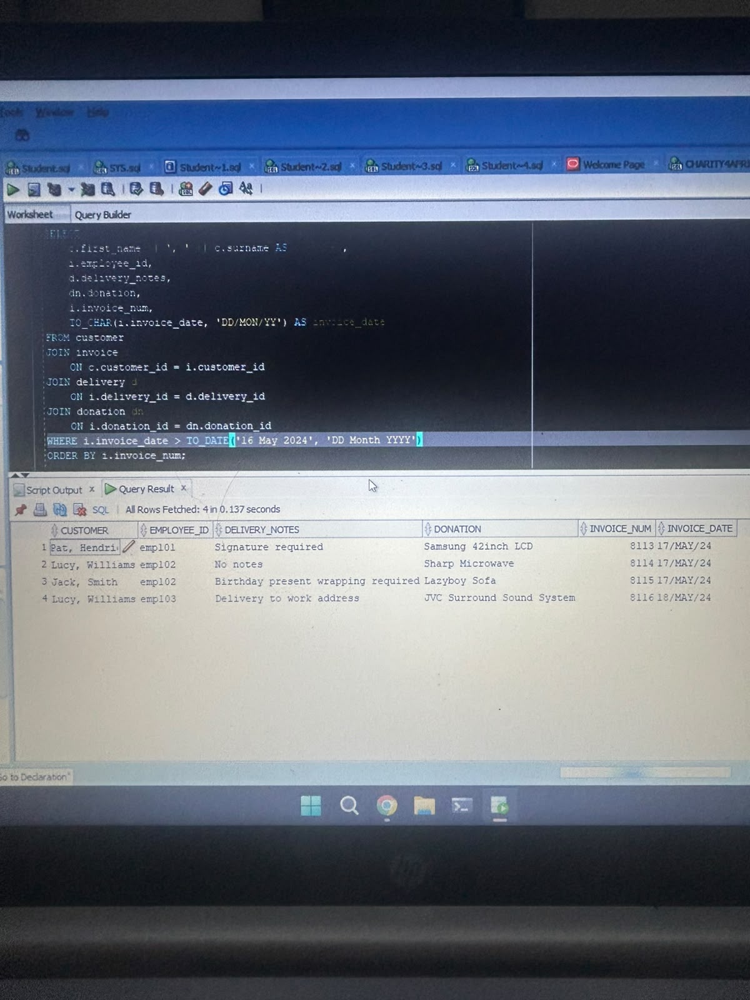 Tools Window Help
Student.sql SYS.sql Student~1.sql Student~2.sql Student~3.sql Student~4.sql Welcome Page CHARITY4AFRI
Worksheet Query Builder
SELECT
c.first_name | ', ' | c.surname AS ,
i.employee_id,
d.delivery_notes,
dn.donation,
i.invoice_num,
TO_CHAR(i.invoice_date, 'DD/MON/YY') AS invoice_date
FROM customer
JOIN invoice
ON c.customer_id = i.customer_id
JOIN delivery d
ON i.delivery_id = d.delivery_id
JOIN donation dn
ON i.donation_id = dn.donation_id
WHERE i.invoice_date > TO_DATE('16 May 2024', 'DD Month YYYY')
ORDER BY i.invoice_num;
Script Output x Query Result x
SQL | All Rows Fetched: 4 in 0.137 seconds
CUSTOMER EMPLOYEE_ID DELIVERY_NOTES DONATION INVOICE_NUM INVOICE_DATE
1 Pat, Hendri emp101 Signature required Samsung 42inch LCD 8113 17/MAY/24
2 Lucy, Williams emp102 No notes Sharp Microwave 8114 17/MAY/24
3 Jack, Smith emp102 Birthday present wrapping required Lazyboy Sofa 8115 17/MAY/24
4 Lucy, Williams emp103 Delivery to work address JVC Surround Sound System 8116 18/MAY/24
Go to Declaration"
hp